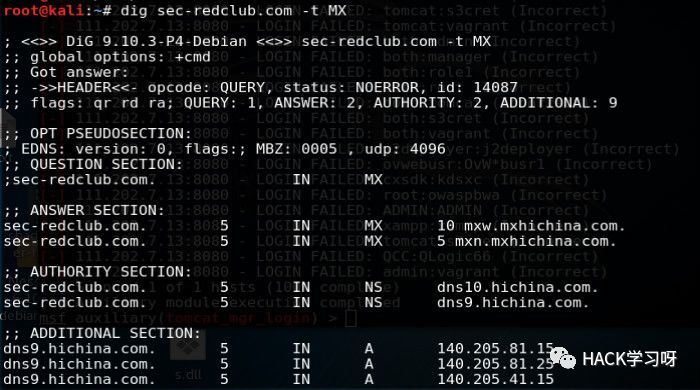 root@kali:~# dig sec-redclub.com -t MX
; <<>> DiG 9.10.3-P4-Debian <<>> sec-redclub.com -t MX
;; global options: +cmd
;; Got answer:
;; ->>HEADER<<- opcode: QUERY, status: NOERROR, id: 14087
;; flags: qr rd ra; QUERY: 1, ANSWER: 2, AUTHORITY: 2, ADDITIONAL: 9
;; OPT PSEUDOSECTION:
; EDNS: version: 0, flags:; MBZ: 0005 , udp: 4096
;; QUESTION SECTION:
;sec-redclub.com. IN MX
;; ANSWER SECTION:
sec-redclub.com. 5 IN MX 10 mxw.mxhichina.com.
sec-redclub.com. 5 IN MX 5 mxn.mxhichina.com.
;; AUTHORITY SECTION:
sec-redclub.com. 5 IN NS dns10.hichina.com.
sec-redclub.com. 5 IN NS dns9.hichina.com.
msf auxiliary(tomcat_mgr_login) >
;; ADDITIONAL SECTION:
dns9.hichina.com. 5 IN A 140.205.81.15
dns9.hichina.com. 5 IN A 140.205.81.25
dns9.hichina.com. 5 IN A 140.205.41.15
s.dll
HACK学习呀